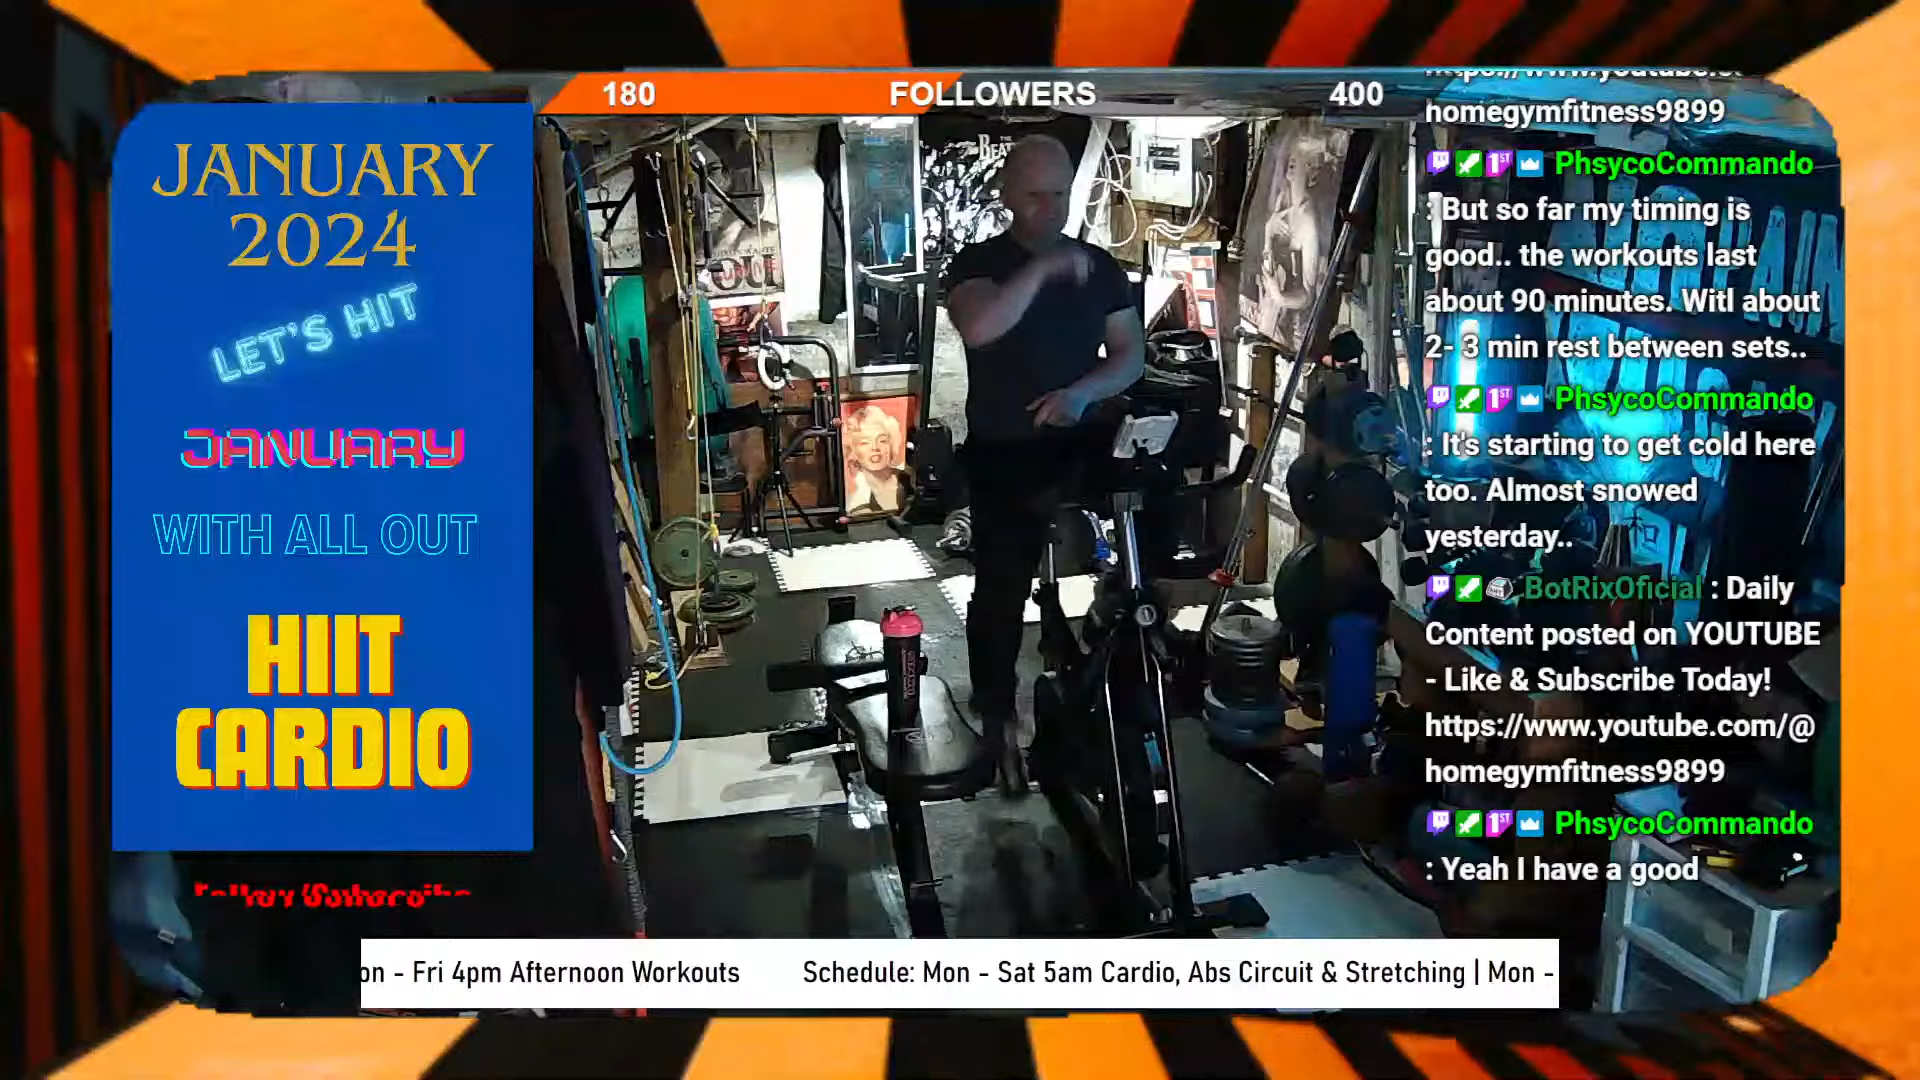 180 FOLLOWERS 400
JANUARY
2024
LET'S HIT
JANUARY
WITH ALL OUT
HIIT
CARDIO
THE
homegymfitness9899
1ST PhsycoCommando
: But so far my timing is
good.. the workouts last
about 90 minutes. Witl about
2- 3 min rest between sets..
1ST PhsycoCommando
: It's starting to get cold here
too. Almost snowed
yesterday..
BotRixOficial : Daily
Content posted on YOUTUBE
- Like & Subscribe Today!
https://www.youtube.com/@
homegymfitness9899
1ST PhsycoCommando
: Yeah I have a good
on - Fri 4pm Afternoon Workouts Schedule: Mon - Sat 5am Cardio, Abs Circuit & Stretching | Mon -